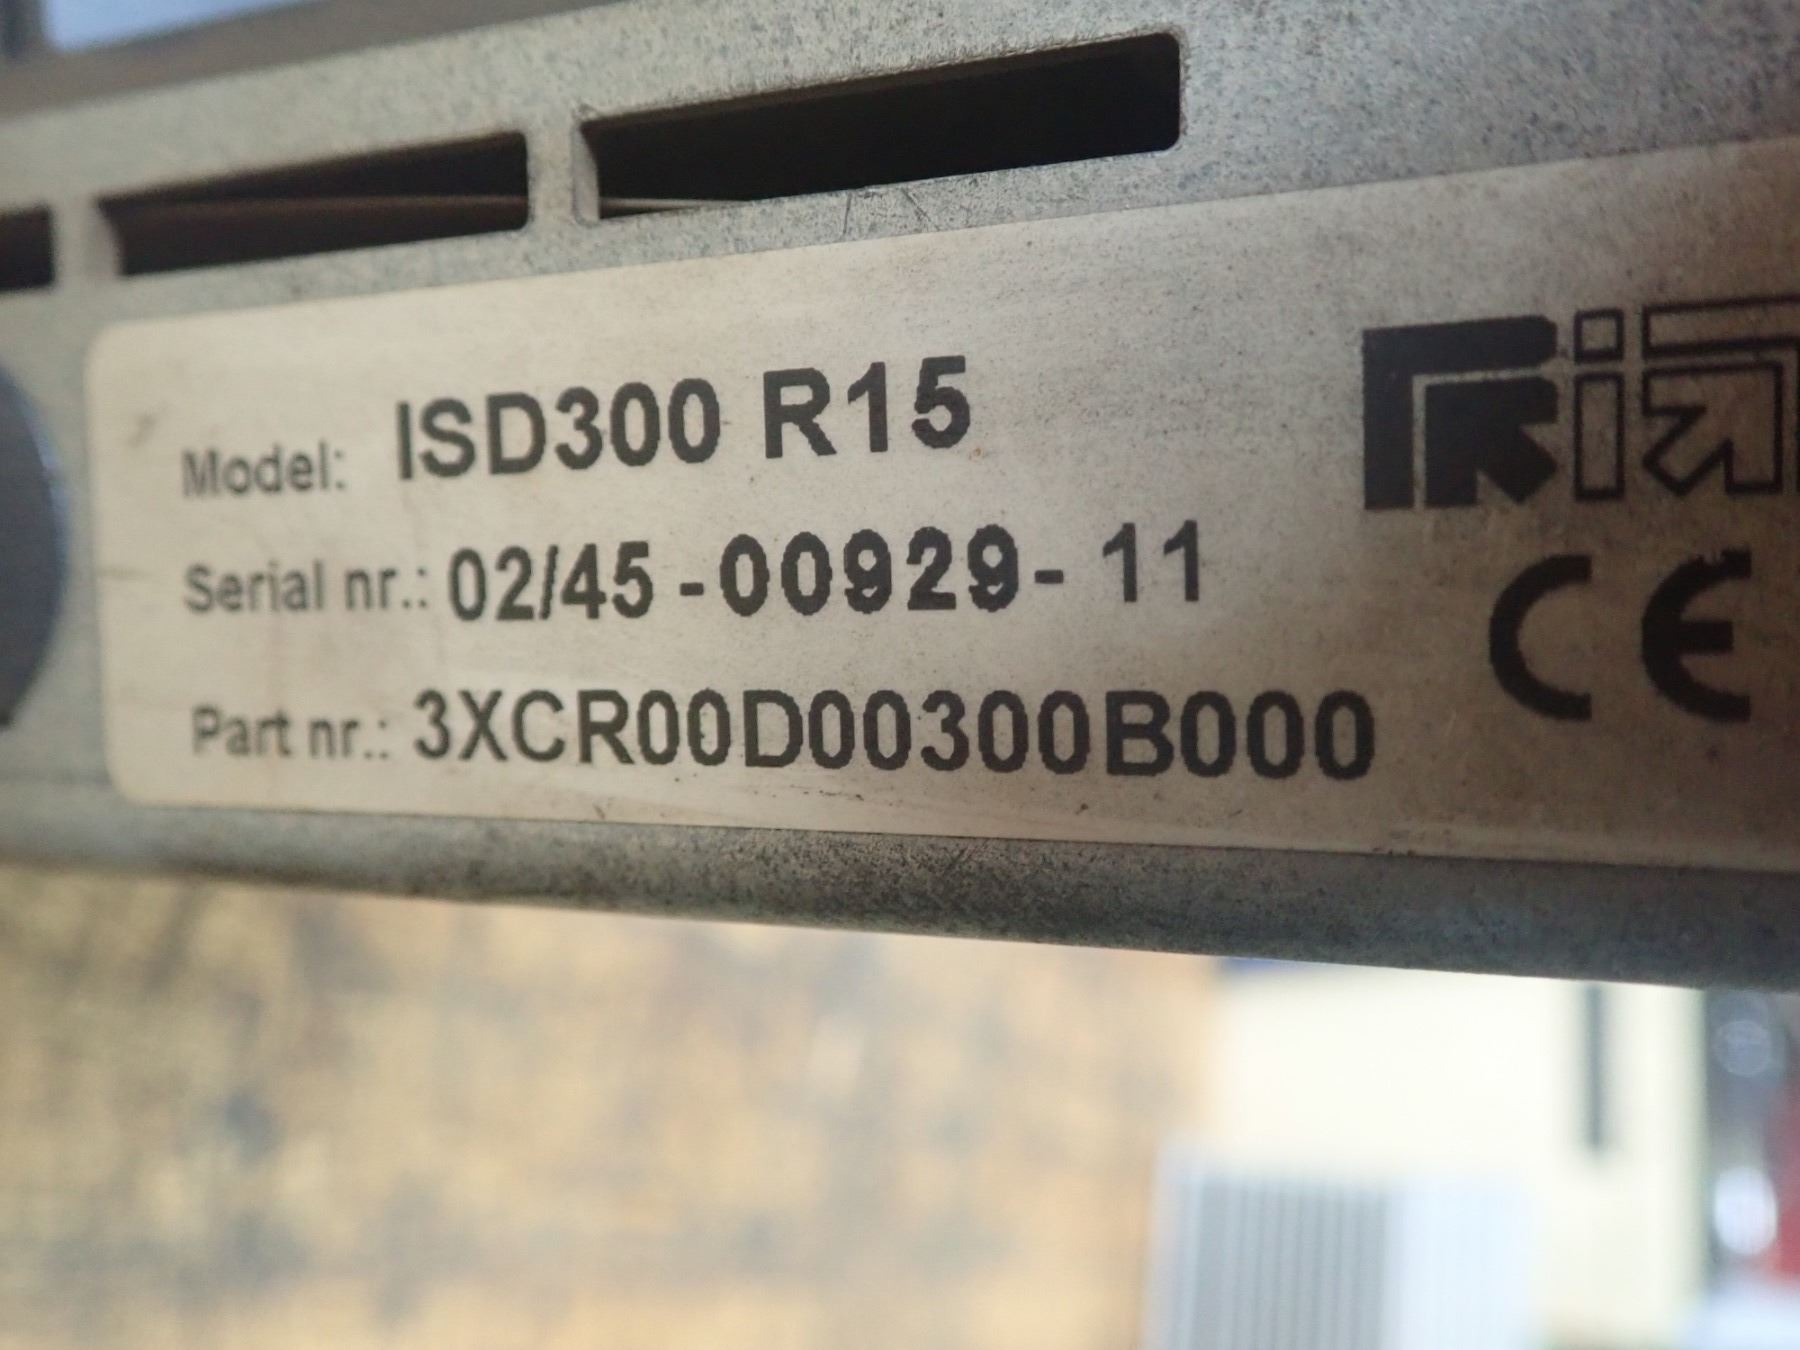 Model: ISD300 R15
Serial nr.: 02/45-00929-11
Part nr.: 3XCR00D00300B000
CE